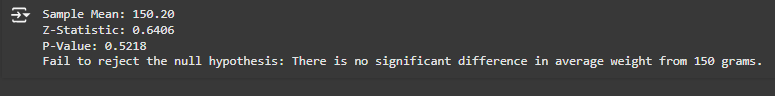 Sample Mean: 150.20
Z-Statistic: 0.6406
P-Value: 0.5218
Fail to reject the null hypothesis: There is no significant difference in average weight from 150 grams.